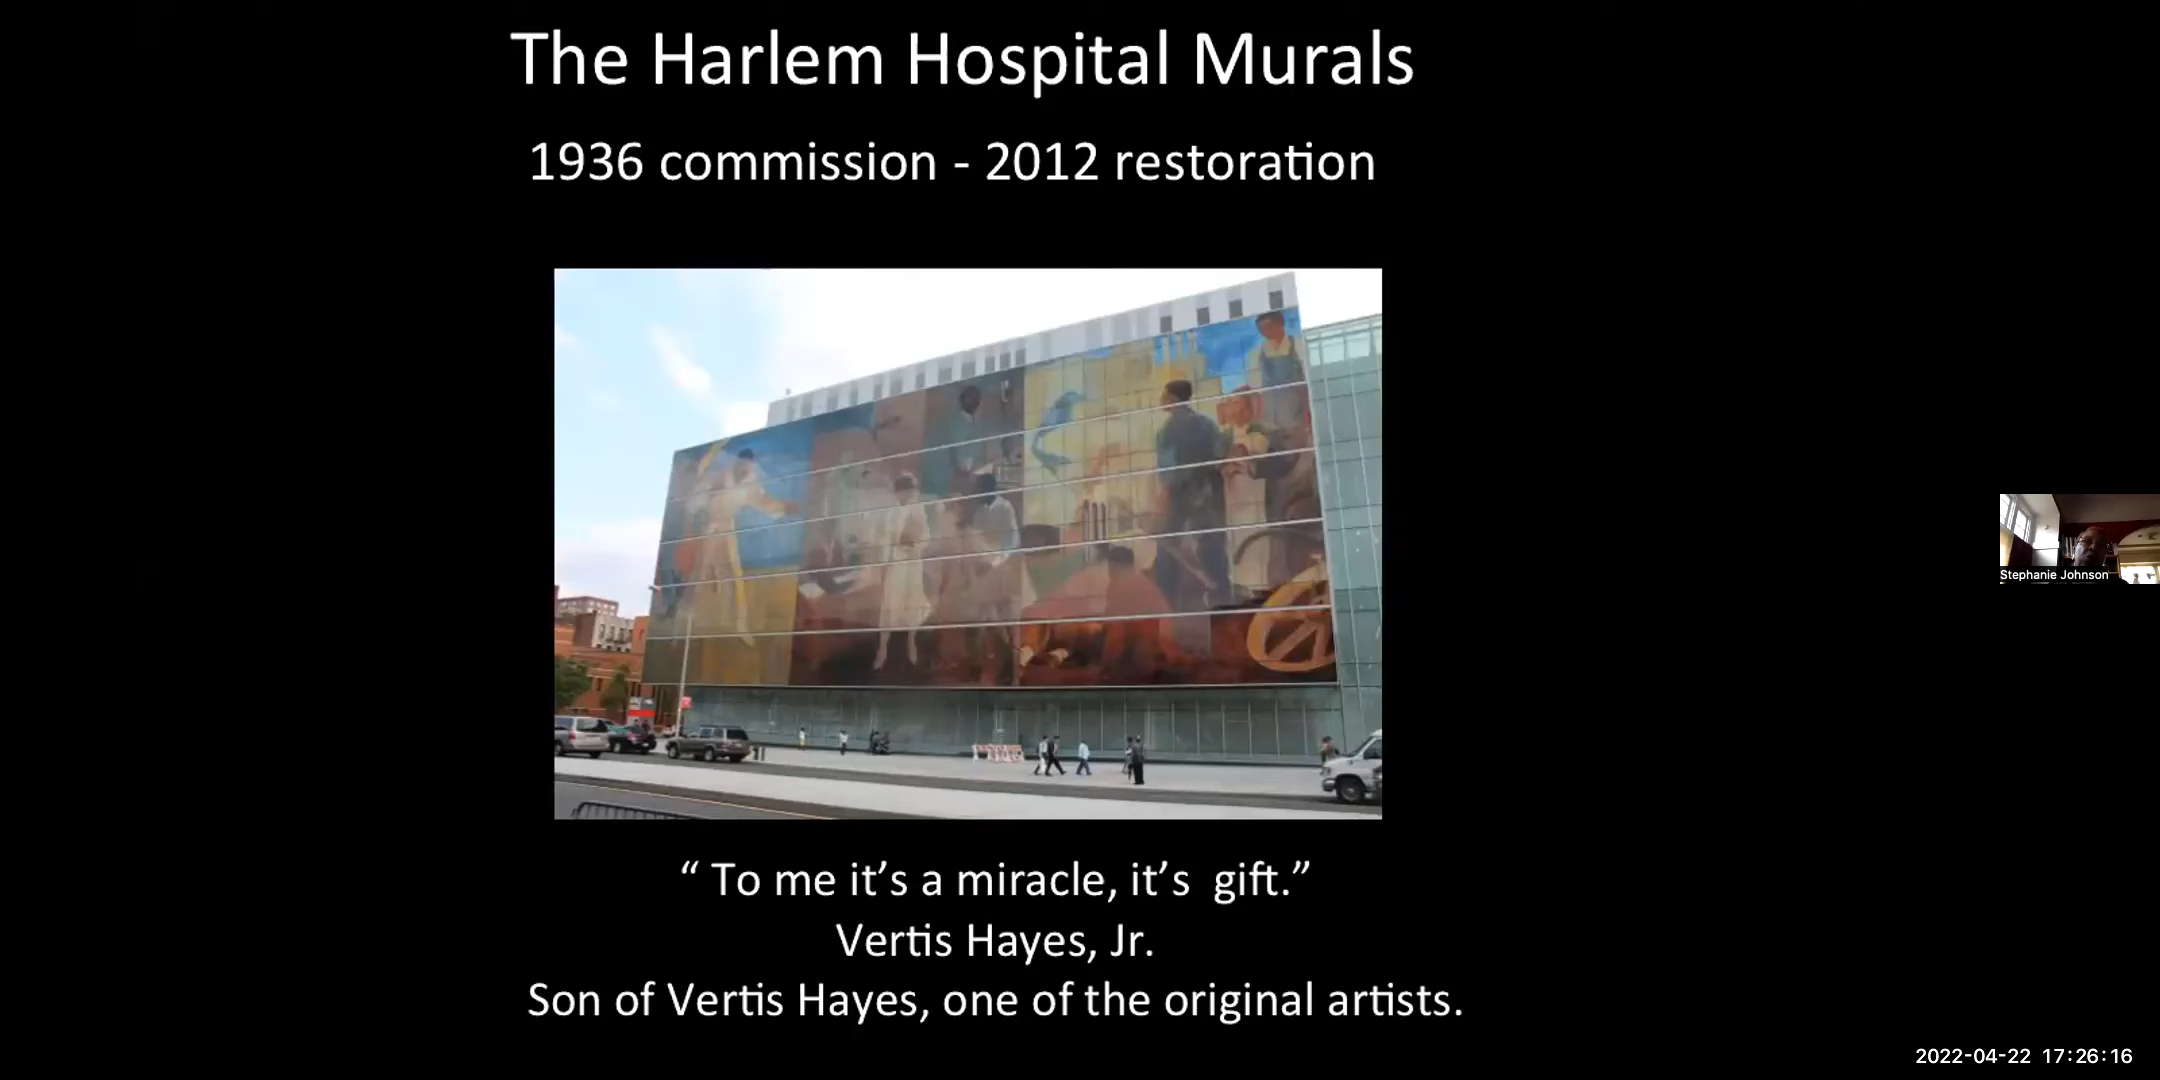 The Harlem Hospital Murals
1936 commission - 2012 restoration
“ To me it’s a miracle, it’s  gift.”
Vertis Hayes, Jr.
Son of Vertis Hayes, one of the original artists.
Stephanie Johnson
2022-04-22 17:26:16